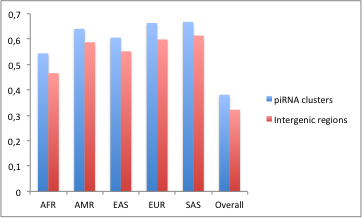 0,7
0,6
0,5
0,4
0,3
0,2
0,1
0
AFR AMR EAS EUR SAS Overall
piRNA clusters
Intergenic regions